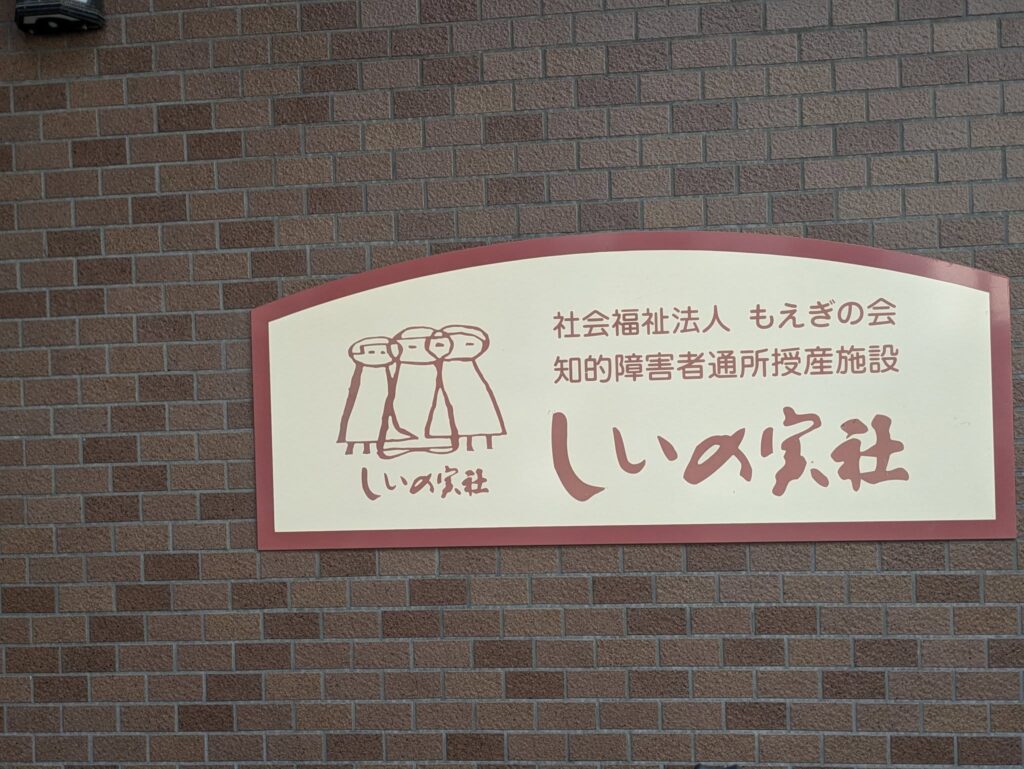 社会福祉法人 もえぎの会
知的障害者通所授産施設
しいの実社
しいの実社